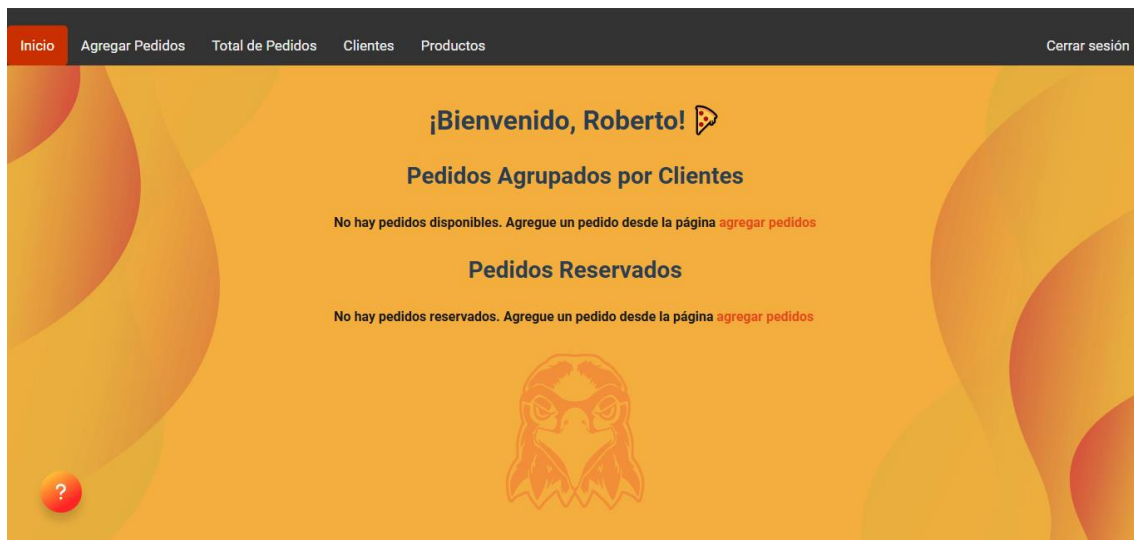 Inicio Agregar Pedidos Total de Pedidos Clientes Productos Cerrar sesión
¡Bienvenido, Roberto!
Pedidos Agrupados por Clientes
No hay pedidos disponibles. Agregue un pedido desde la página agregar pedidos
Pedidos Reservados
No hay pedidos reservados. Agregue un pedido desde la página agregar pedidos
?